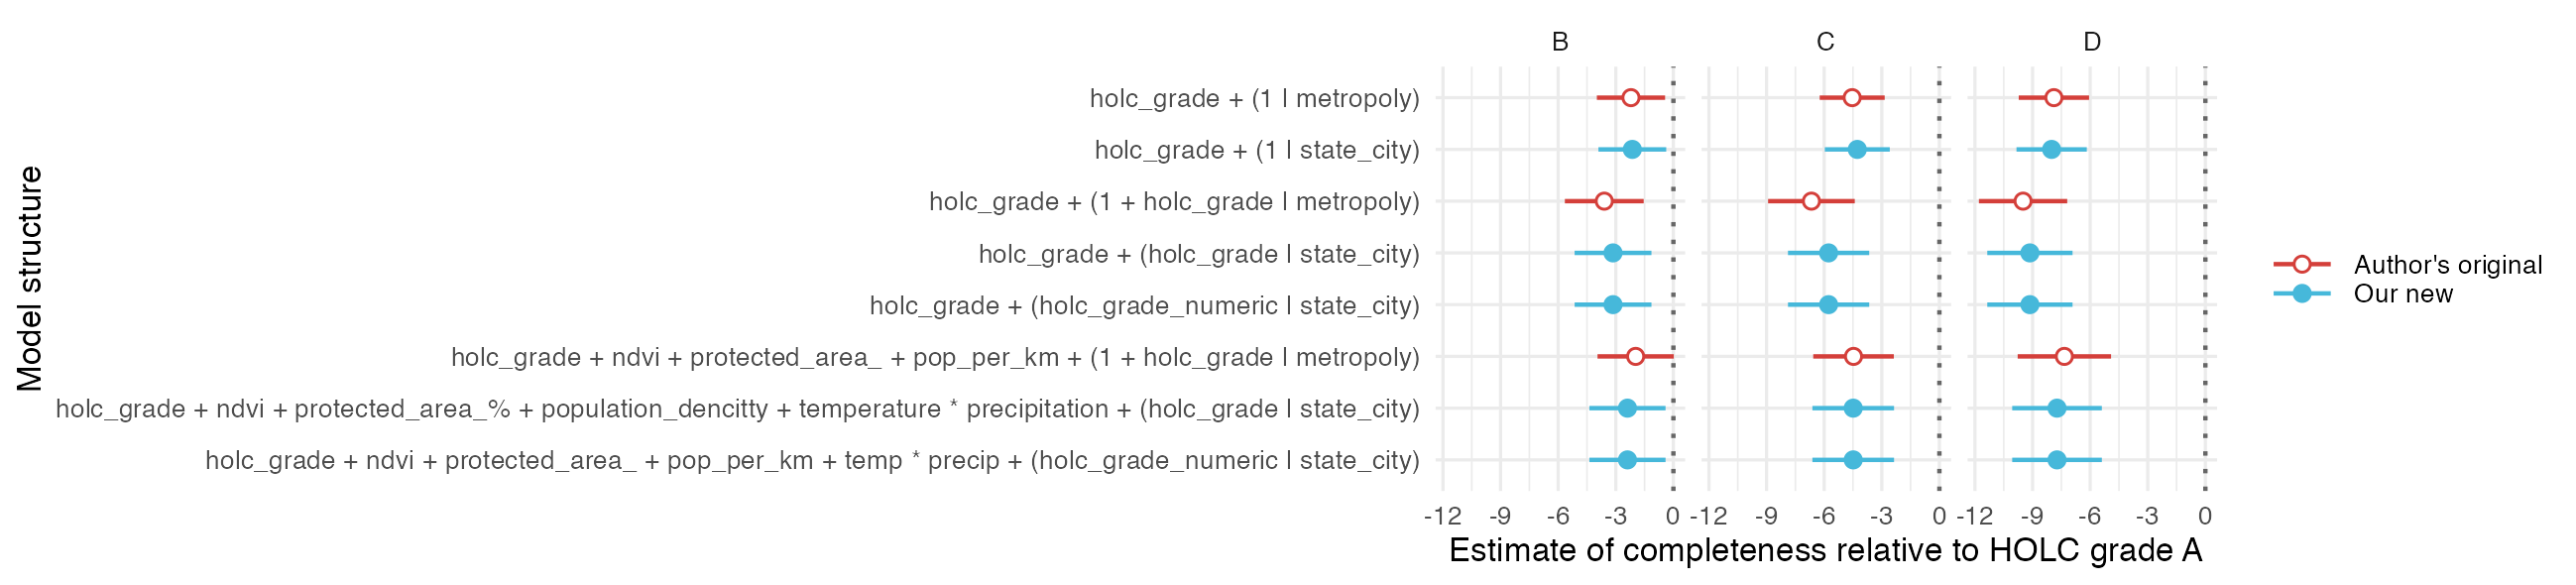 B C D
holc_grade + (1 | metropoly)
holc_grade + (1 | state_city)
holc_grade + (1 + holc_grade | metropoly)
holc_grade + (holc_grade | state_city)
holc_grade + (holc_grade_numeric | state_city)
holc_grade + ndvi + protected_area_ + pop_per_km + (1 + holc_grade | metropoly)
holc_grade + ndvi + protected_area_% + population_dencitty + temperature * precipitation + (holc_grade | state_city)
holc_grade + ndvi + protected_area_ + pop_per_km + temp * precip + (holc_grade_numeric | state_city)
Model structure
-12 -9 -6 -3 0 -12 -9 -6 -3 0 -12 -9 -6 -3 0
Estimate of completeness relative to HOLC grade A
Author's original
Our new